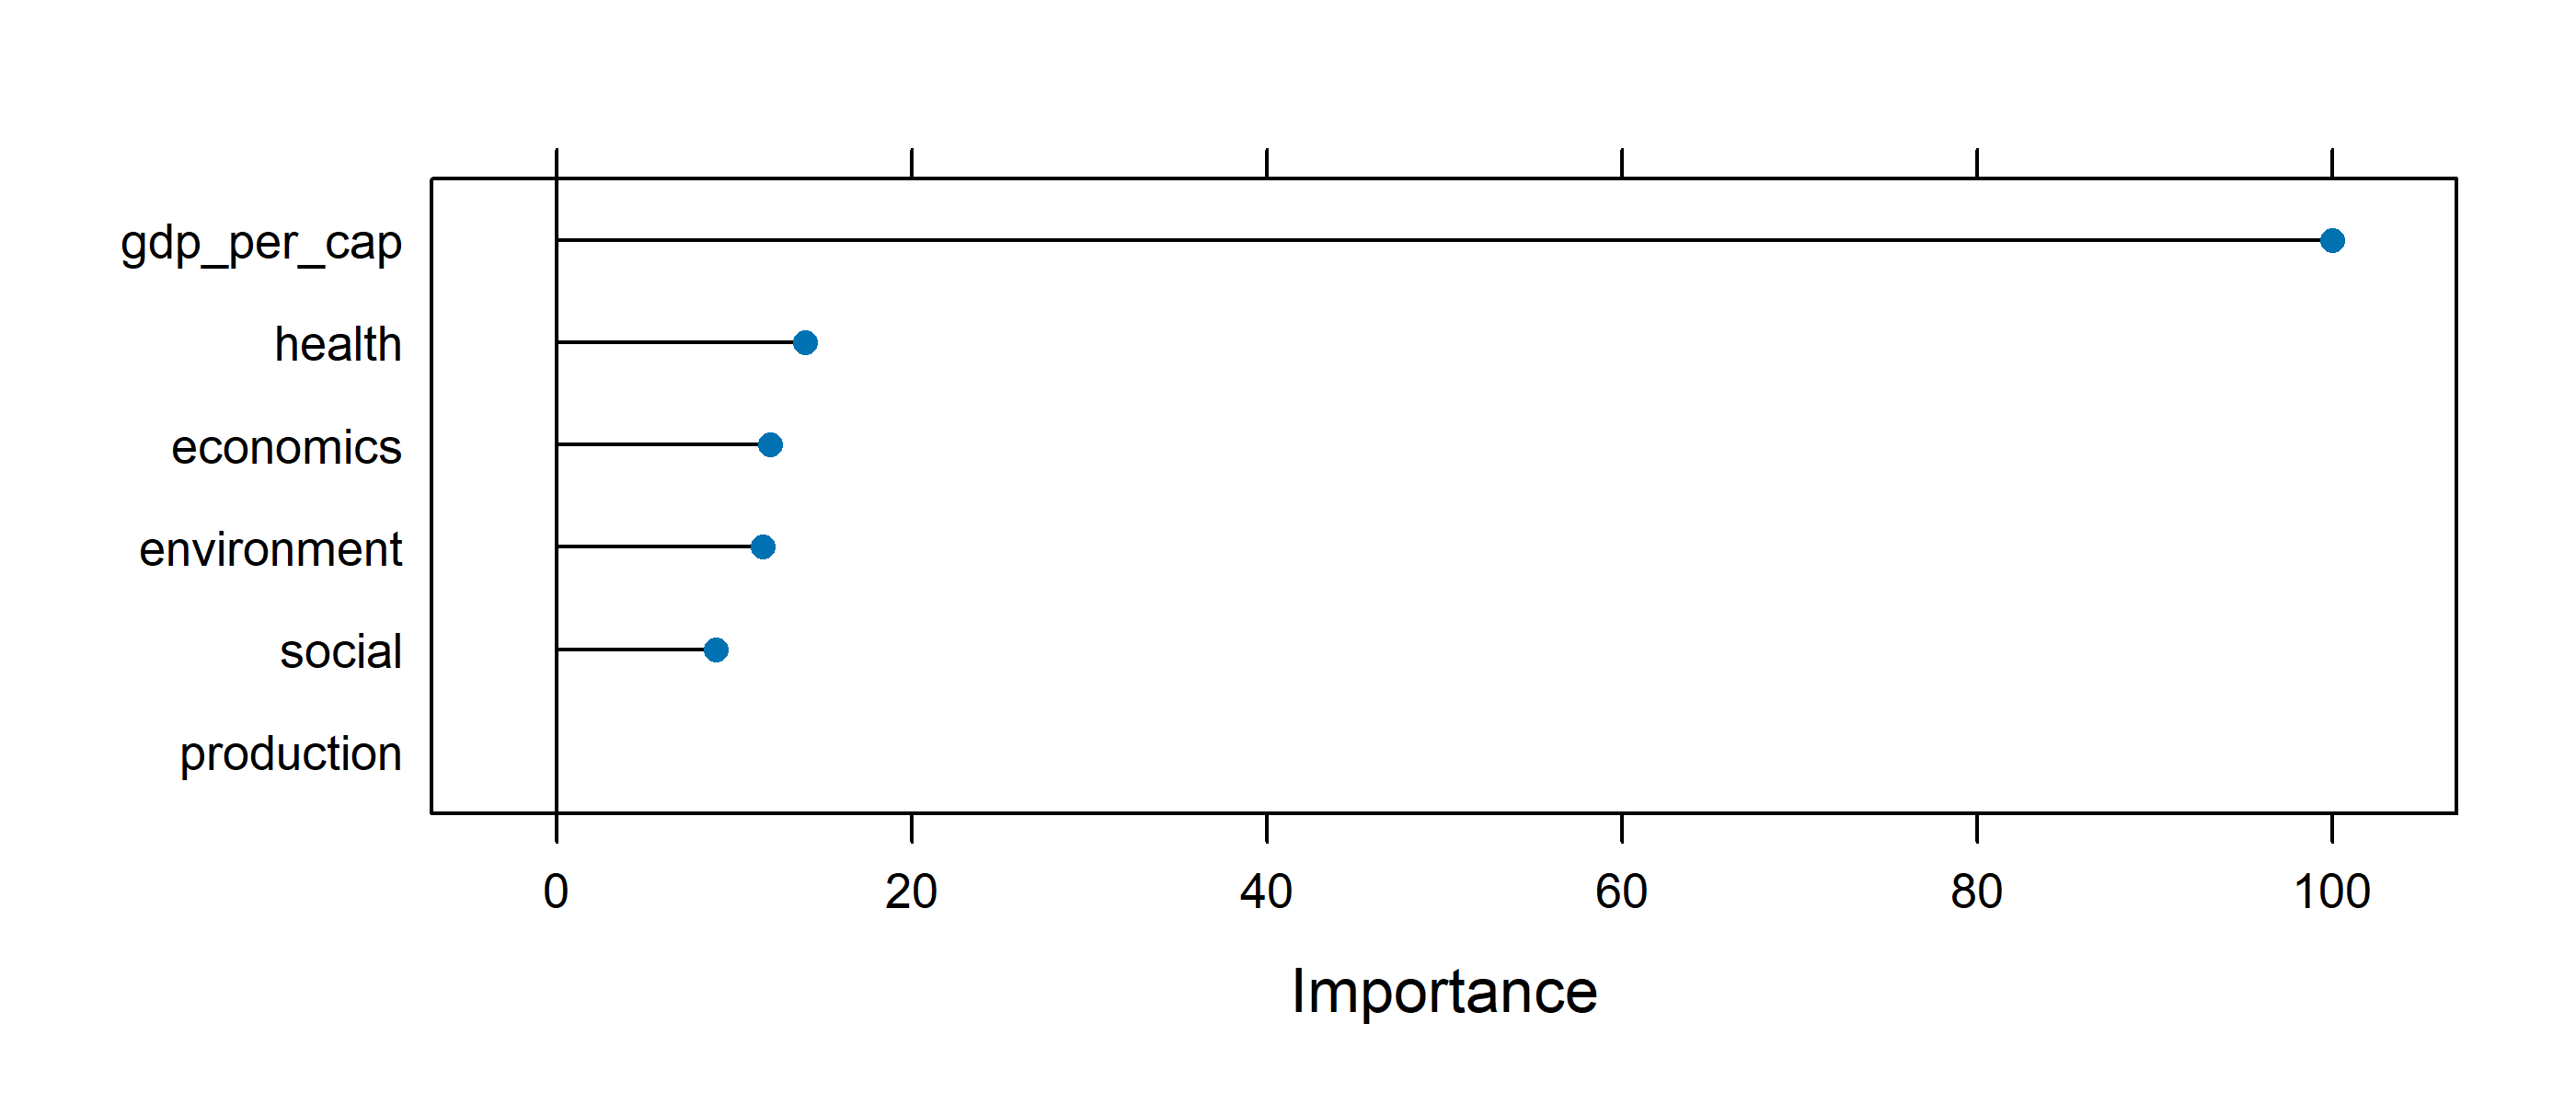 gdp_per_cap
health
economics
environment
social
production
0 20 40 60 80 100
Importance